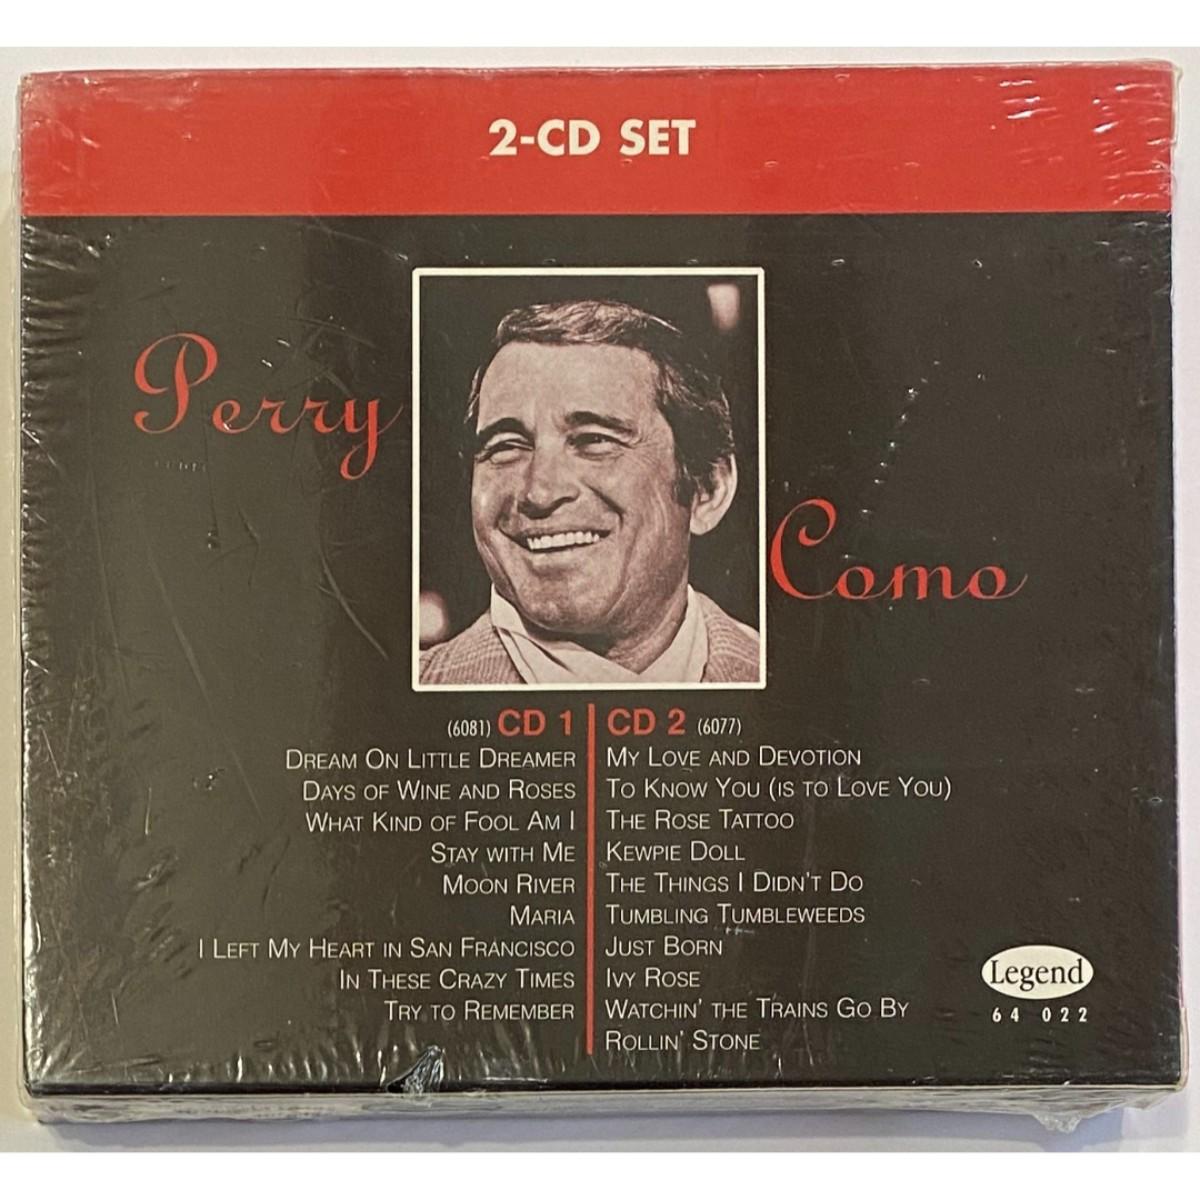 2-CD SET
Perry
Como
(6081) CD 1
DREAM ON LITTLE DREAMER
DAYS OF WINE AND ROSES
WHAT KIND OF FOOL AM I
STAY WITH ME
MOON RIVER
MARIA
I LEFT MY HEART IN SAN FRANCISCO
IN THESE CRAZY TIMES
TRY TO REMEMBER
CD 2 (6077)
MY LOVE AND DEVOTION
TO KNOW YOU (IS TO LOVE YOU)
THE ROSE TATTOO
KEWPIE DOLL
THE THINGS I DIDN'T DO
TUMBLING TUMBLEWEEDS
JUST BORN
IVY ROSE
WATCHIN' THE TRAINS GO BY
ROLLIN' STONE
Legend
64 022